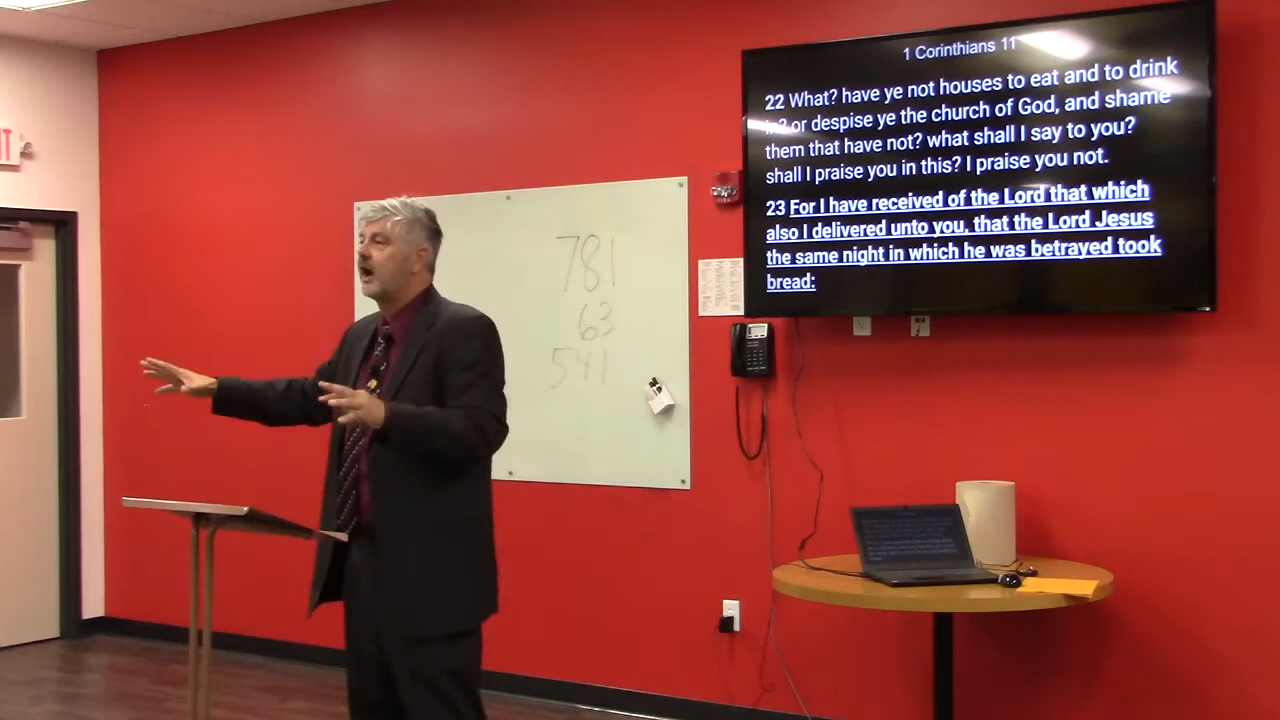 1 Corinthians 11
22 What? have ye not houses to eat and to drink
in? or despise ye the church of God, and shame
them that have not? what shall I say to you?
shall I praise you in this? I praise you not.
23 For I have received of the Lord that which
also I delivered unto you, that the Lord Jesus
the same night in which he was betrayed took
bread:
781
63
541